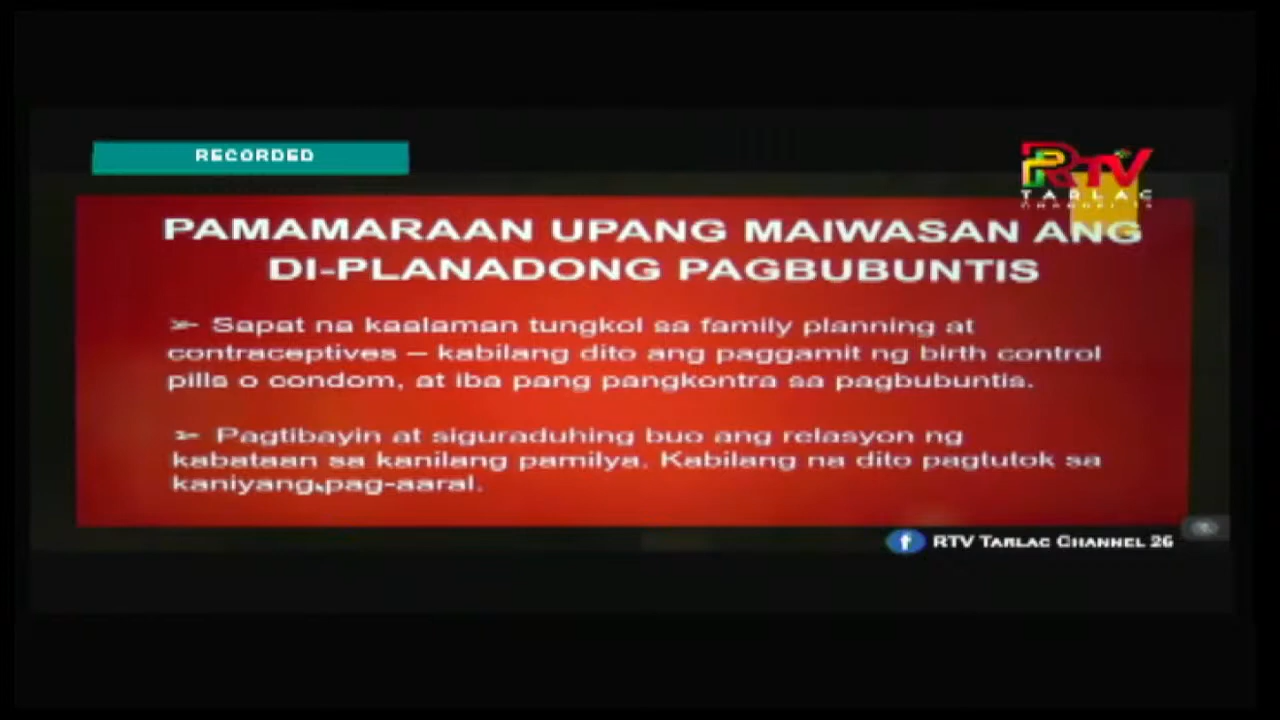 RECORDED
RTV
TARLAC
PAMAMARAAN UPANG MAIWASAN ANG
DI-PLANADONG PAGBUBUNTIS
➢ Sapat na kaalaman tungkol sa family planning at
contraceptives – kabilang dito ang paggamit ng birth control
pills o condom, at iba pang pangkontra sa pagbubuntis.
➢ Pagtibayin at siguraduhing buo ang relasyon ng
kabataan sa kanilang pamilya. Kabilang na dito pagtutok sa
kaniyang pag-aaral.
RTV TARLAC CHANNEL 26